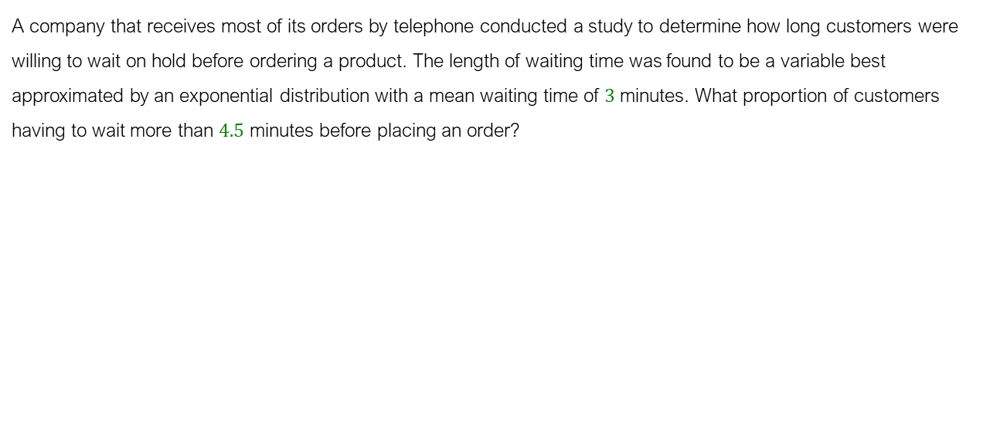 A company that receives most of its orders by telephone conducted a study to determine how long customers were
willing to wait on hold before ordering a product. The length of waiting time was found to be a variable best
approximated by an exponential distribution with a mean waiting time of 3 minutes. What proportion of customers
having to wait more than 4.5 minutes before placing an order?